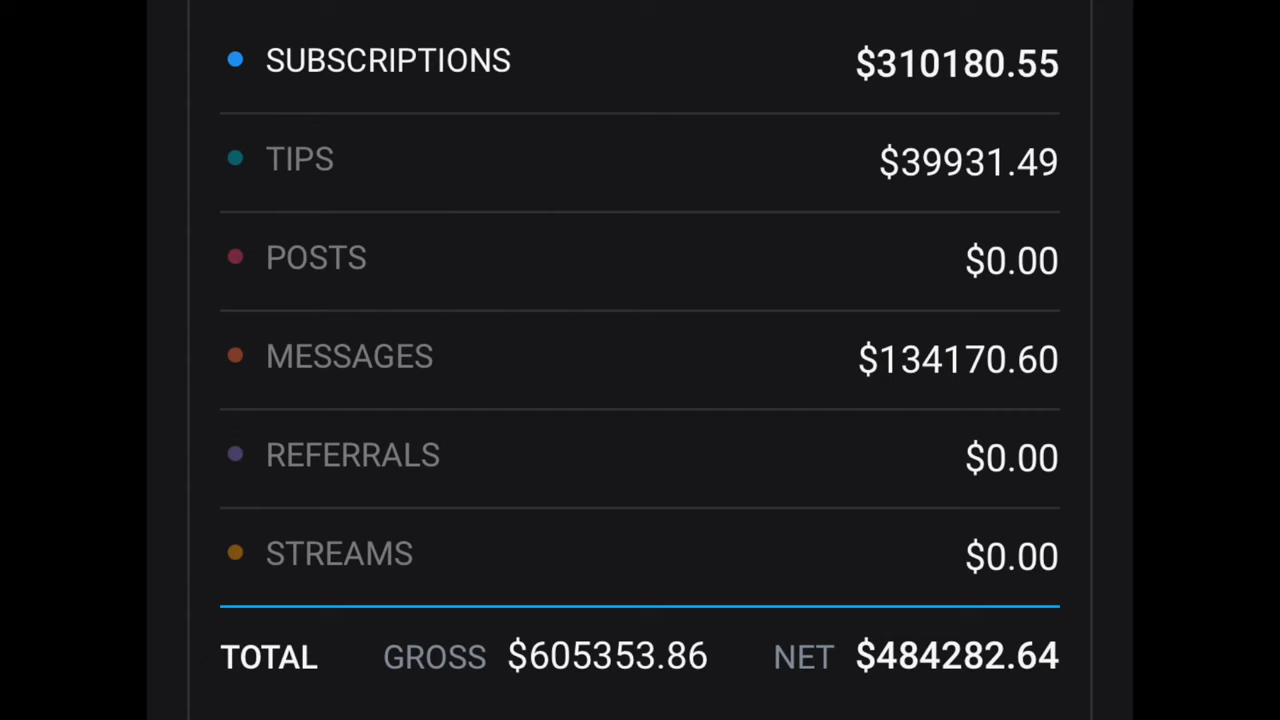 SUBSCRIPTIONS $310180.55
TIPS $39931.49
POSTS $0.00
MESSAGES $134170.60
REFERRALS $0.00
STREAMS $0.00
TOTAL GROSS $605353.86 NET $484282.64